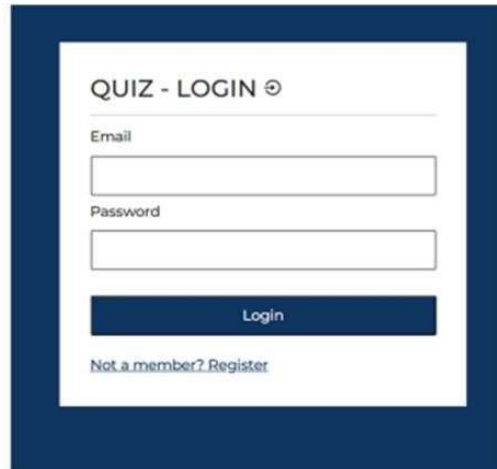 QUIZ - LOGIN
Email
Password
Login
Not a member? Register